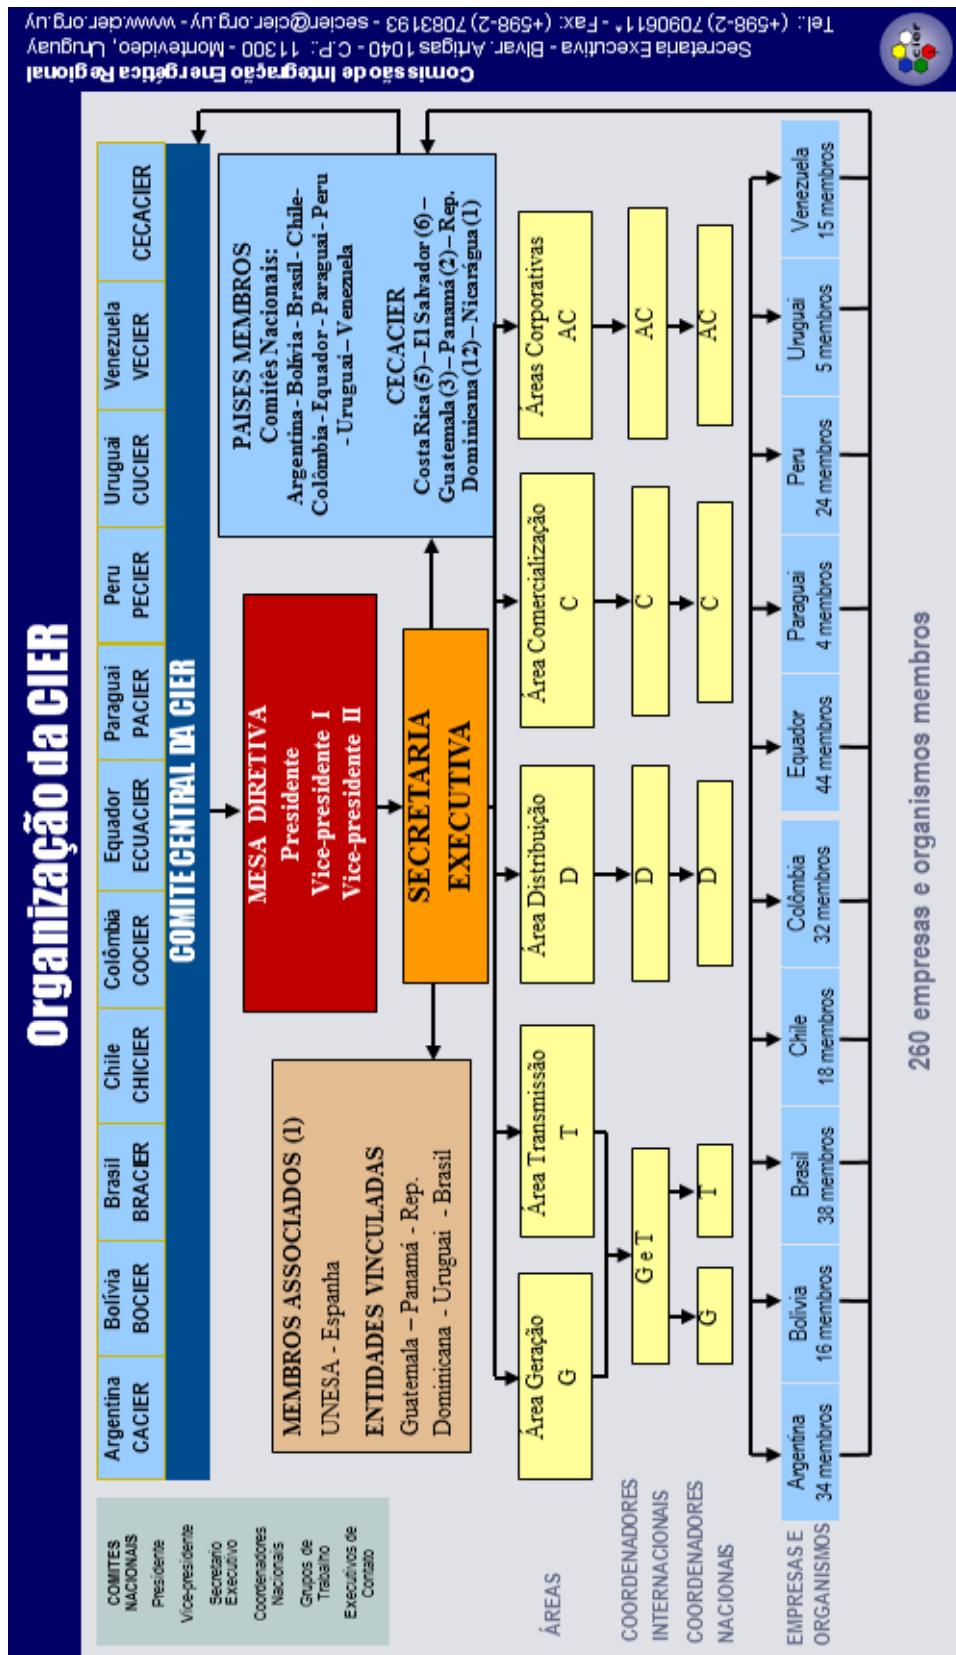 Organização da CIER
COMITES
NACIONAIS
Presidente
Vice-presidente
Secretario
Executivo
Coordenadores
Nacionais
Grupos de
Trabalho
Executivos de
Contato
Argentina
CACIER
Bolívia
BOCIER
Brasil
BRACIER
Chile
CHICIER
Colômbia
COCIER
Equador
ECUACIER
Paraguai
PACIER
Peru
PECIER
Uruguai
CUCIER
Venezuela
VECIER
CECACIER
COMITE CENTRAL DA CIER
MEMBROS ASSOCIADOS (1)
UNESA - Espanha
ENTIDADES VINCULADAS
Guatemala – Panamá - Rep.
Dominicana - Uruguai - Brasil
MESA DIRETIVA
Presidente
Vice-presidente I
Vice-presidente II
SECRETARIA
EXECUTIVA
PAISES MEMBROS
Comitês Nacionais:
Argentina - Bolívia - Brasil - Chile-
Colômbia - Equador - Paraguai - Peru
- Uruguai – Venezuela
CECACIER
Costa Rica (5) – El Salvador (6) –
Guatemala (3) – Panamá (2) – Rep.
Dominicana (12) – Nicarágua (1)
ÁREAS
Área Geração
G
Área Transmissão
T
Área Distribuição
D
Área Comercialização
C
Áreas Corporativas
AC
COORDENADORES
INTERNACIONAIS
G e T
D
C
AC
COORDENADORES
NACIONAIS
G
T
D
C
AC
EMPRESAS E
ORGANISMOS
Argentina
34 membros
Bolívia
16 membros
Brasil
38 membros
Chile
18 membros
Colômbia
32 membros
Equador
44 membros
Paraguai
4 membros
Peru
24 membros
Uruguai
5 membros
Venezuela
15 membros
260 empresas e organismos membros
cier
Comissão de Integração Energética Regional
Secretaria Executiva - Blvar. Artigas 1040 - C.P.: 11300 - Montevideo, Uruguay
Tel.: (+598-2) 7090611* - Fax: (+598-2) 7083193 - secier@cier.org.uy - www.cier.org.uy